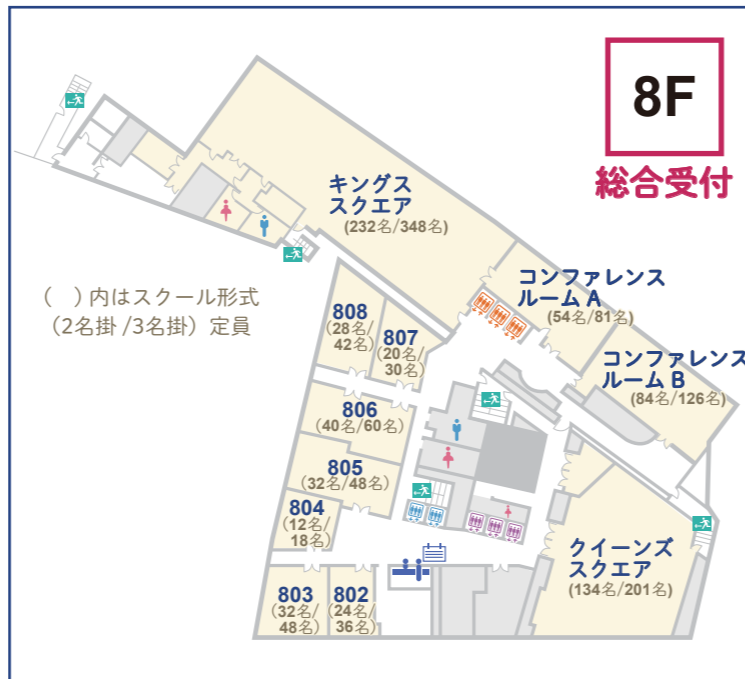 8F
総合受付
キングス
スクエア
(232名/348名)
コンファレンス
ルーム A
(54名/81名)
コンファレンス
ルーム B
(84名/126名)
(　) 内はスクール形式
(2名掛 /3名掛) 定員
808
(28名/
42名)
807
(20名/
30名)
806
(40名/60名)
805
(32名/48名)
804
(12名/
18名)
803
(32名/
48名)
802
(24名/
36名)
クイーンズ
スクエア
(134名/201名)